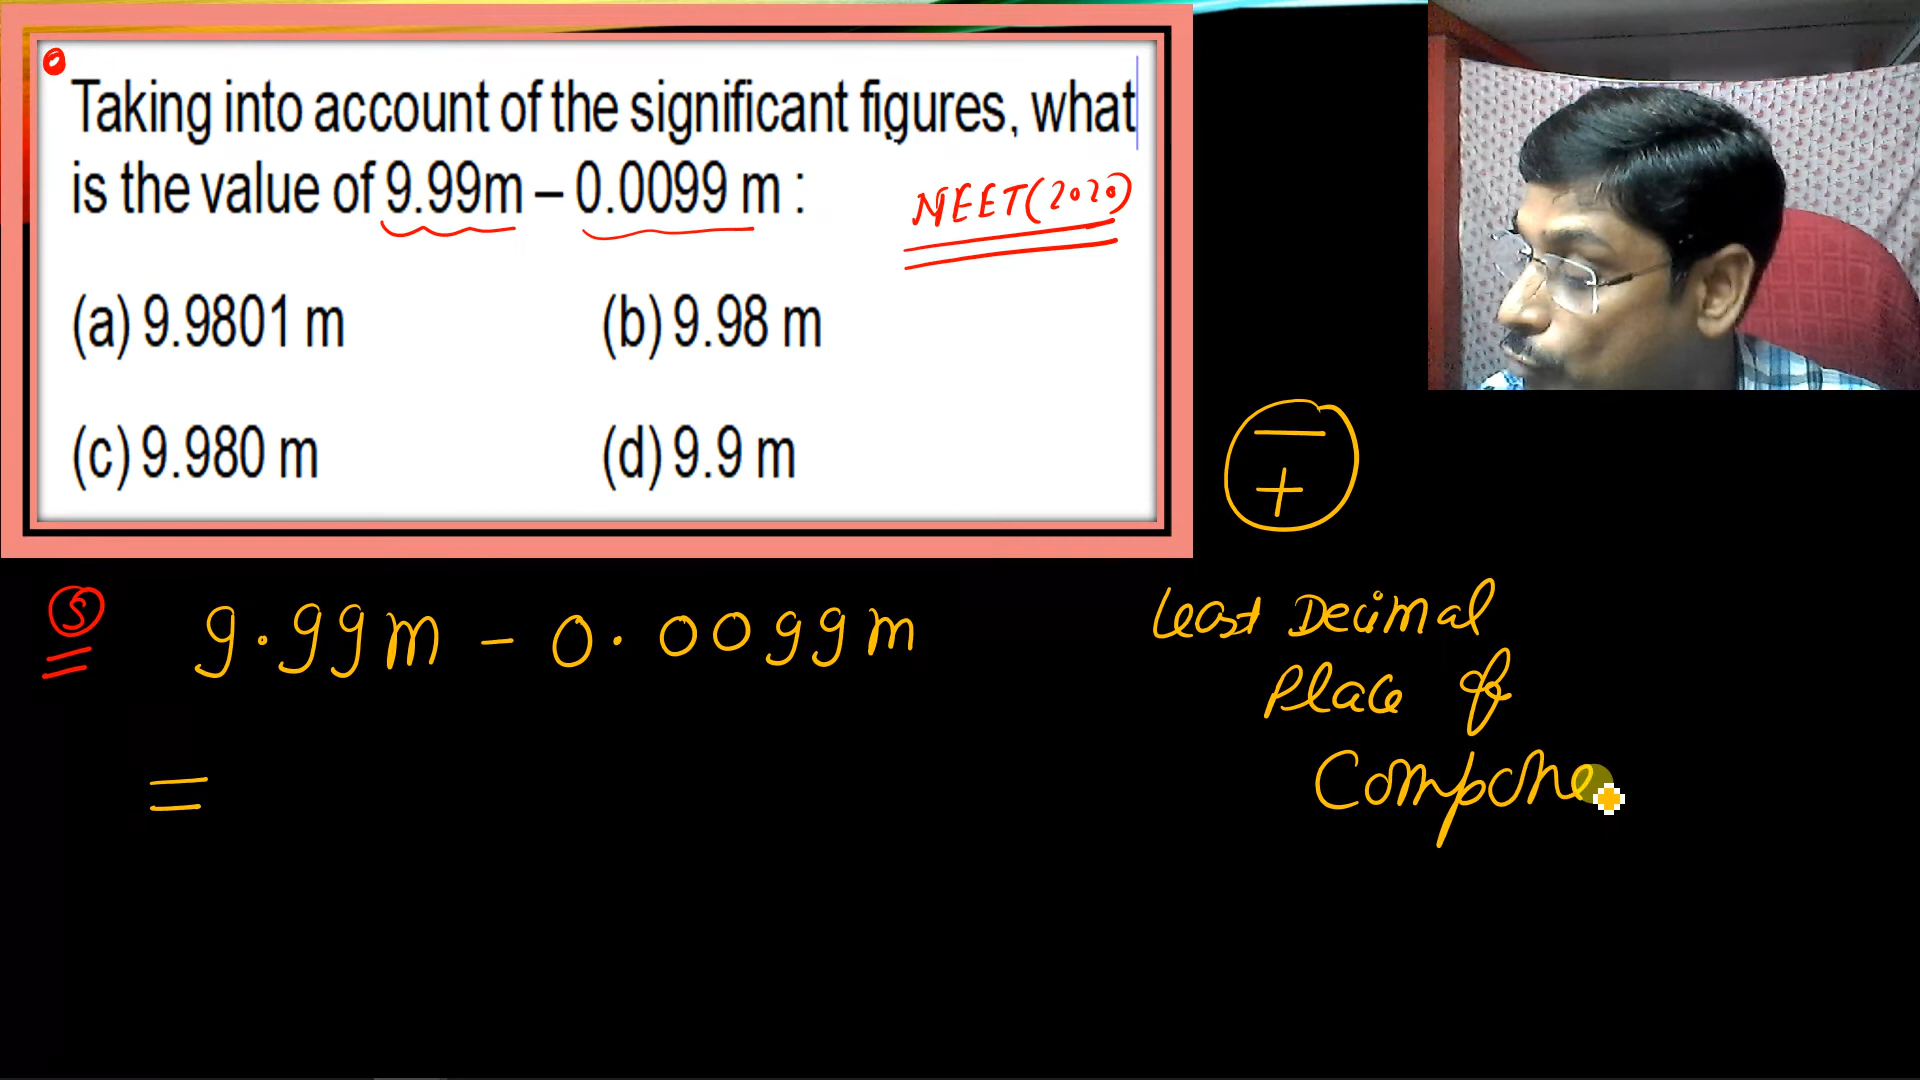 Taking into account of the significant figures, what
is the value of 9.99m – 0.0099 m :
NEET(2020)
(a) 9.9801 m (b) 9.98 m
(c) 9.980 m (d) 9.9 m
–
+
S 9.99m – 0.0099m
Least Decimal
Place of
Compone
=